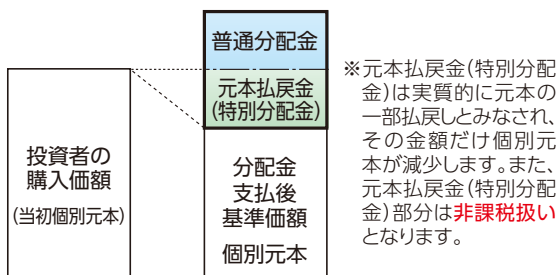 普通分配金
元本払戻金
(特別分配金)
投資者の
購入価額
(当初個別元本)
分配金
支払後
基準価額
個別元本
※元本払戻金(特別分配
金)は実質的に元本の
一部払戻しとみなされ、
その金額だけ個別元
本が減少します。また、
元本払戻金(特別分配
金)部分は非課税扱い
となります。